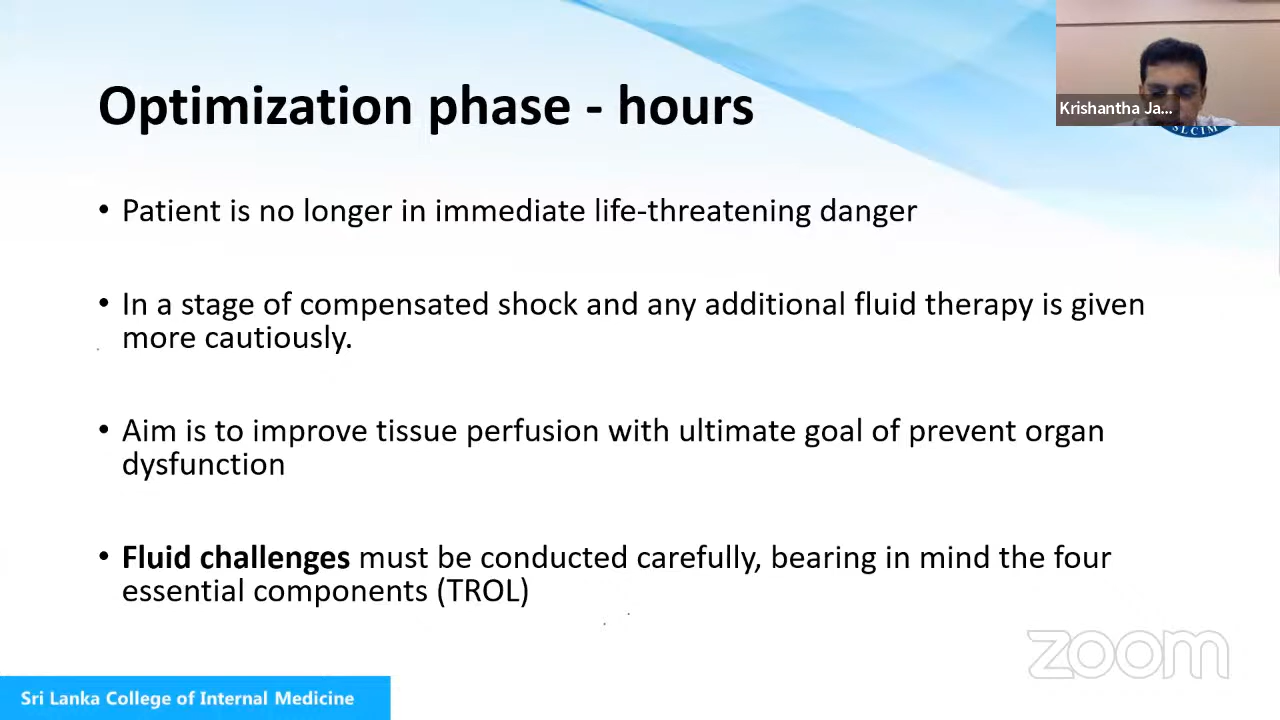 Optimization phase - hours
Krishantha Ja...
SLCIM
• Patient is no longer in immediate life-threatening danger
• In a stage of compensated shock and any additional fluid therapy is given
more cautiously.
• Aim is to improve tissue perfusion with ultimate goal of prevent organ
dysfunction
• Fluid challenges must be conducted carefully, bearing in mind the four
essential components (TROL)
zoom
Sri Lanka College of Internal Medicine